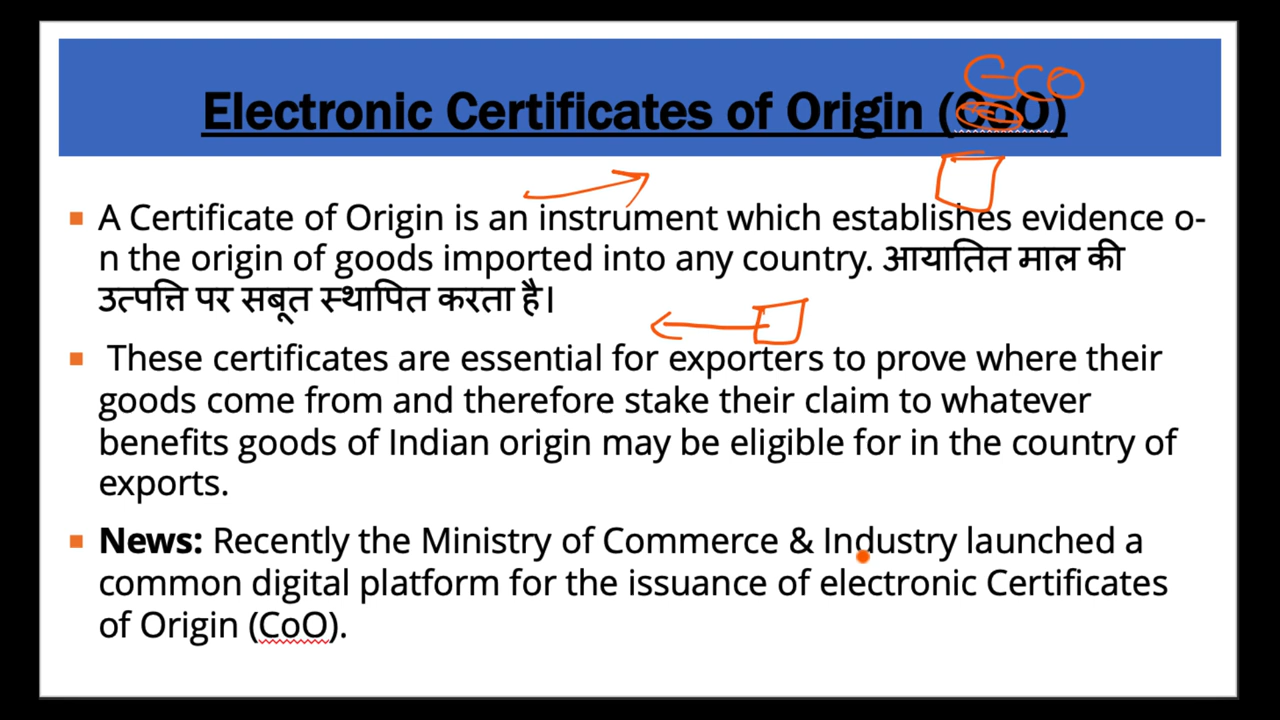 GCO
Electronic Certificates of Origin (CoO)
A Certificate of Origin is an instrument which establishes evidence o-
n the origin of goods imported into any country. आयातित माल की
उत्पत्ति पर सबूत स्थापित करता है।
These certificates are essential for exporters to prove where their
goods come from and therefore stake their claim to whatever
benefits goods of Indian origin may be eligible for in the country of
exports.
News: Recently the Ministry of Commerce & Industry launched a
common digital platform for the issuance of electronic Certificates
of Origin (CoO).